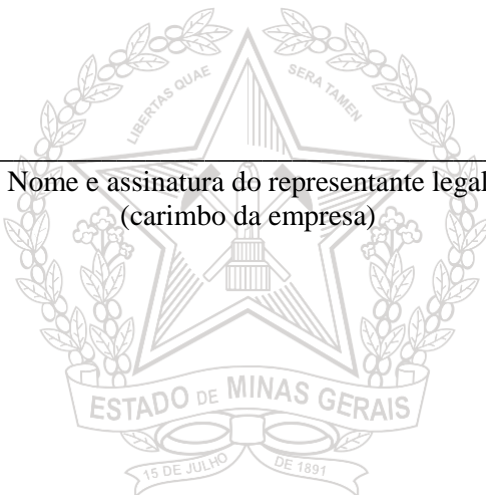 LIBERTAS QUAE
SERA TAMEN
Nome e assinatura do representante legal
(carimbo da empresa)
ESTADO DE MINAS GERAIS
15 DE JULHO
DE 1891